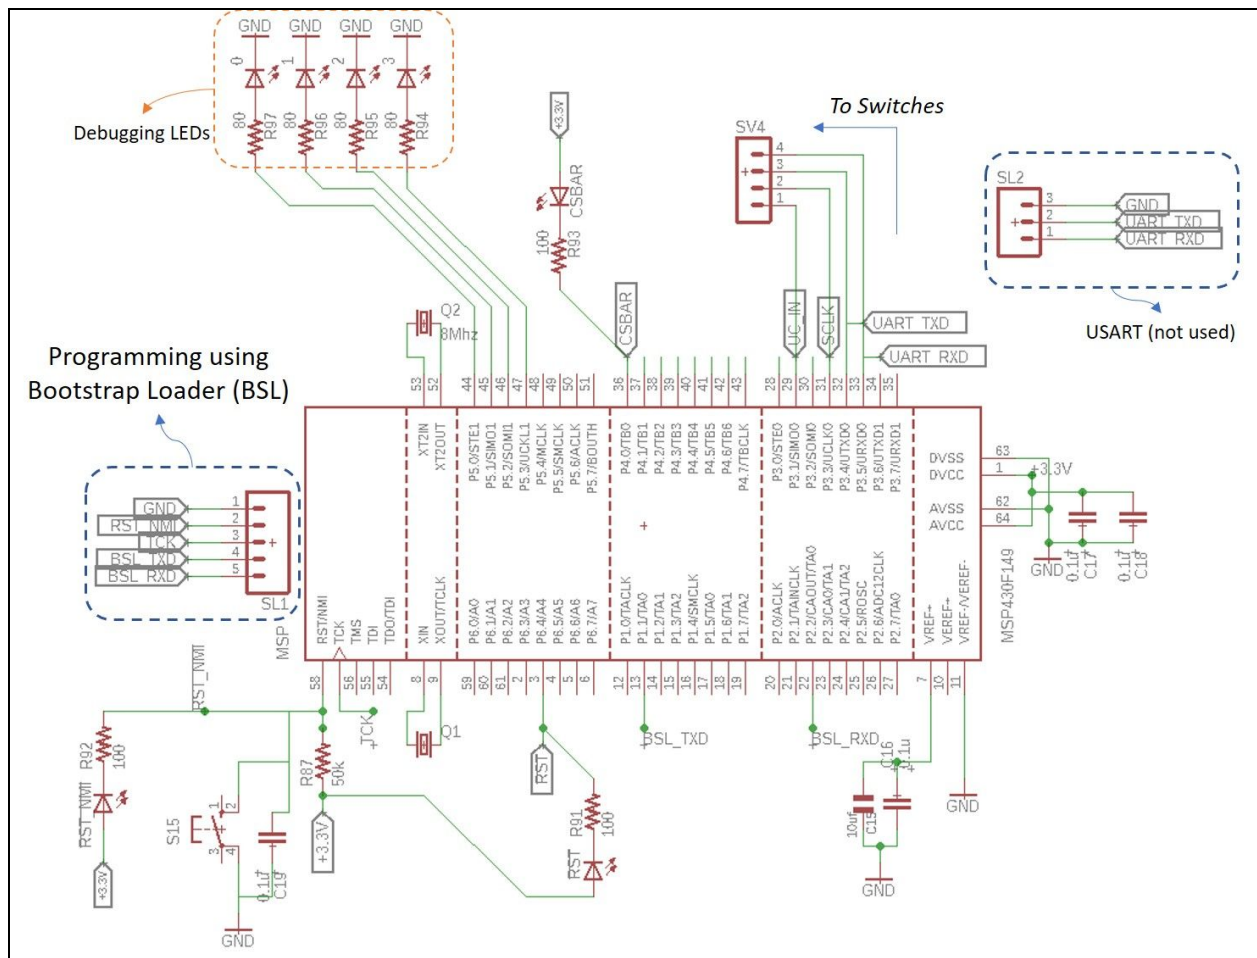 GND GND GND GND
0 1 2 3
80 80 80 80
R97 R96 R95 R94
Debugging LEDs
+3.3V
CSBAR
100
R93
To Switches
SV4
4
3
2
1
SL2
3 GND
2 UART_TXD
1 UART_RXD
USART (not used)
Q2
8Mhz
CSBAR
UC_IN
SCLK
UART_TXD
UART_RXD
Programming using
Bootstrap Loader (BSL)
GND 1
RST_NMI 2
TCK 3
BSL_TXD 4
BSL_RXD 5
SL1
53 52 44 45 46 47 48 49 50 51 36 37 38 39 40 41 42 43 28 29 30 31 32 33 34 35
XT2IN
XT2OUT
P5.0/STE1
P5.1/SIMO1
P5.2/SOMI1
P5.3/UCLK1
P5.4/MCLK
P5.5/SMCLK
P5.6/ACLK
P5.7/BOUTH
P4.0/TB0
P4.1/TB1
P4.2/TB2
P4.3/TB3
P4.4/TB4
P4.5/TB5
P4.6/TB6
P4.7/TBCLK
P3.0/STE0
P3.1/SIMO0
P3.2/SOMI0
P3.3/UCLK0
P3.4/UTXD0
P3.5/URXD0
P3.6/UTXD1
P3.7/URXD1
DVSS 63
DVCC 1
+3.3V
AVSS 62
AVCC 64
GND
0.1u
C17
0.1u
C18
MSP
MSP430F149
RST/NMI
TCK
TMS
TDI
TDO/TDI
XIN
XOUT/TCLK
P6.0/A0
P6.1/A1
P6.2/A2
P6.3/A3
P6.4/A4
P6.5/A5
P6.6/A6
P6.7/A7
P1.0/TACLK
P1.1/TA0
P1.2/TA1
P1.3/TA2
P1.4/SMCLK
P1.5/TA0
P1.6/TA1
P1.7/TA2
P2.0/ACLK
P2.1/TAINCLK
P2.2/CAOUT/TA0
P2.3/CA0/TA1
P2.4/CA1/TA2
P2.5/ROSC
P2.6/ADC12CLK
P2.7/TA0
VREF+
VEREF+
VREF-/VEREF-
58 56 55 54 8 9 59 60 61 2 3 4 5 6 12 13 14 15 16 17 18 19 20 21 22 23 24 25 26 27 7 10 11
RST_NMI
TCK
Q1
RST
BSL_TXD
BSL_RXD
R92
100
RST_NMI
+3.3V
R87
50k
+3.3V
S15
1 2
3 4
0.1u
C19
GND
R91
100
RST
C16
0.1u
10uf
C15
GND
GND